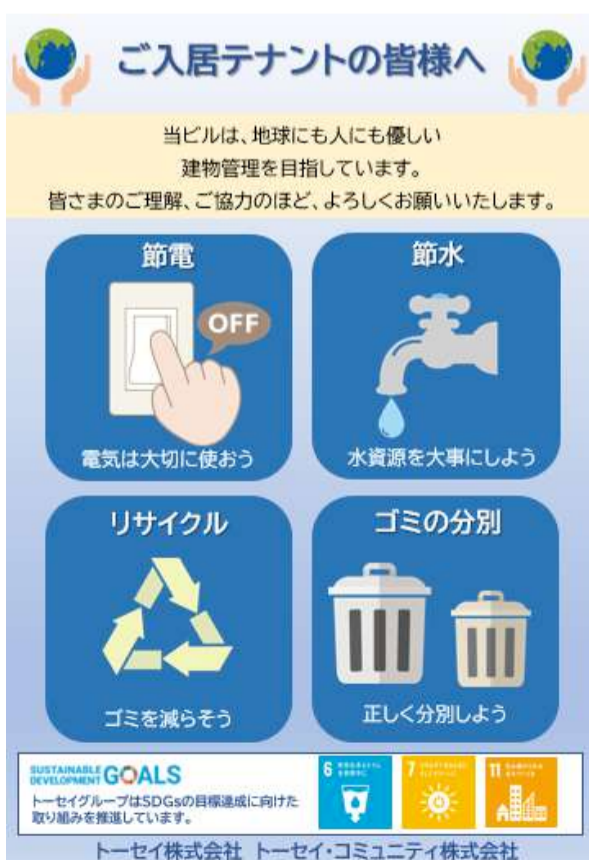 ご入居テナントの皆様へ
当ビルは、地球にも人にも優しい
建物管理を目指しています。
皆さまのご理解、ご協力のほど、よろしくお願いいたします。
節電
OFF
電気は大切に使おう
節水
水資源を大事にしよう
リサイクル
ゴミを減らそう
ゴミの分別
正しく分別しよう
SUSTAINABLE
DEVELOPMENT GOALS
トーセイグループはSDGsの目標達成に向けた
取り組みを推進しています。
6
7
11
トーセイ株式会社 トーセイ・コミュニティ株式会社